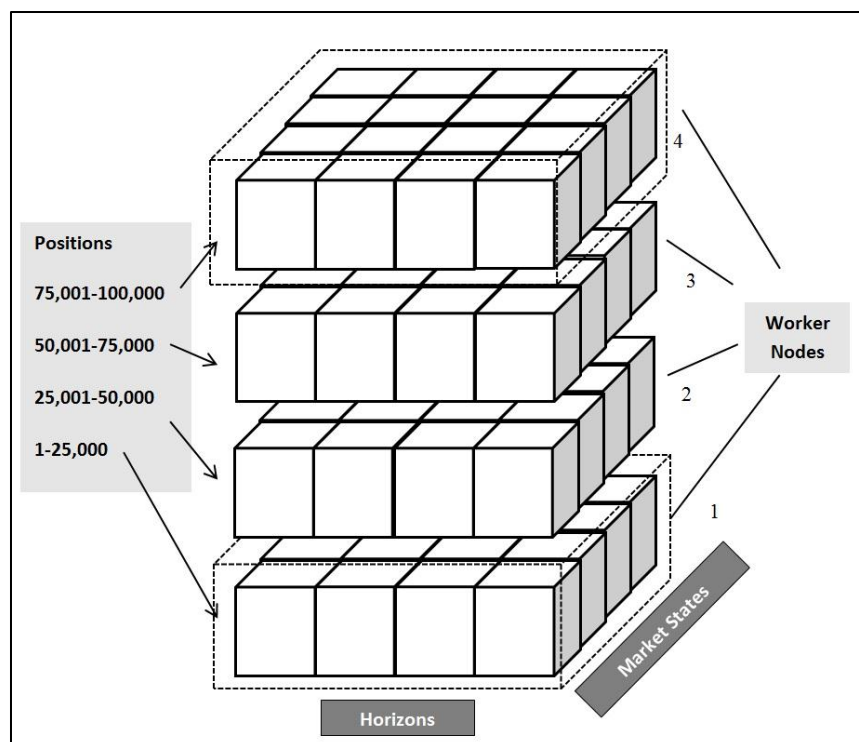 Positions
75,001-100,000
50,001-75,000
25,001-50,000
1-25,000
4
3
2
1
Worker
Nodes
Market States
Horizons